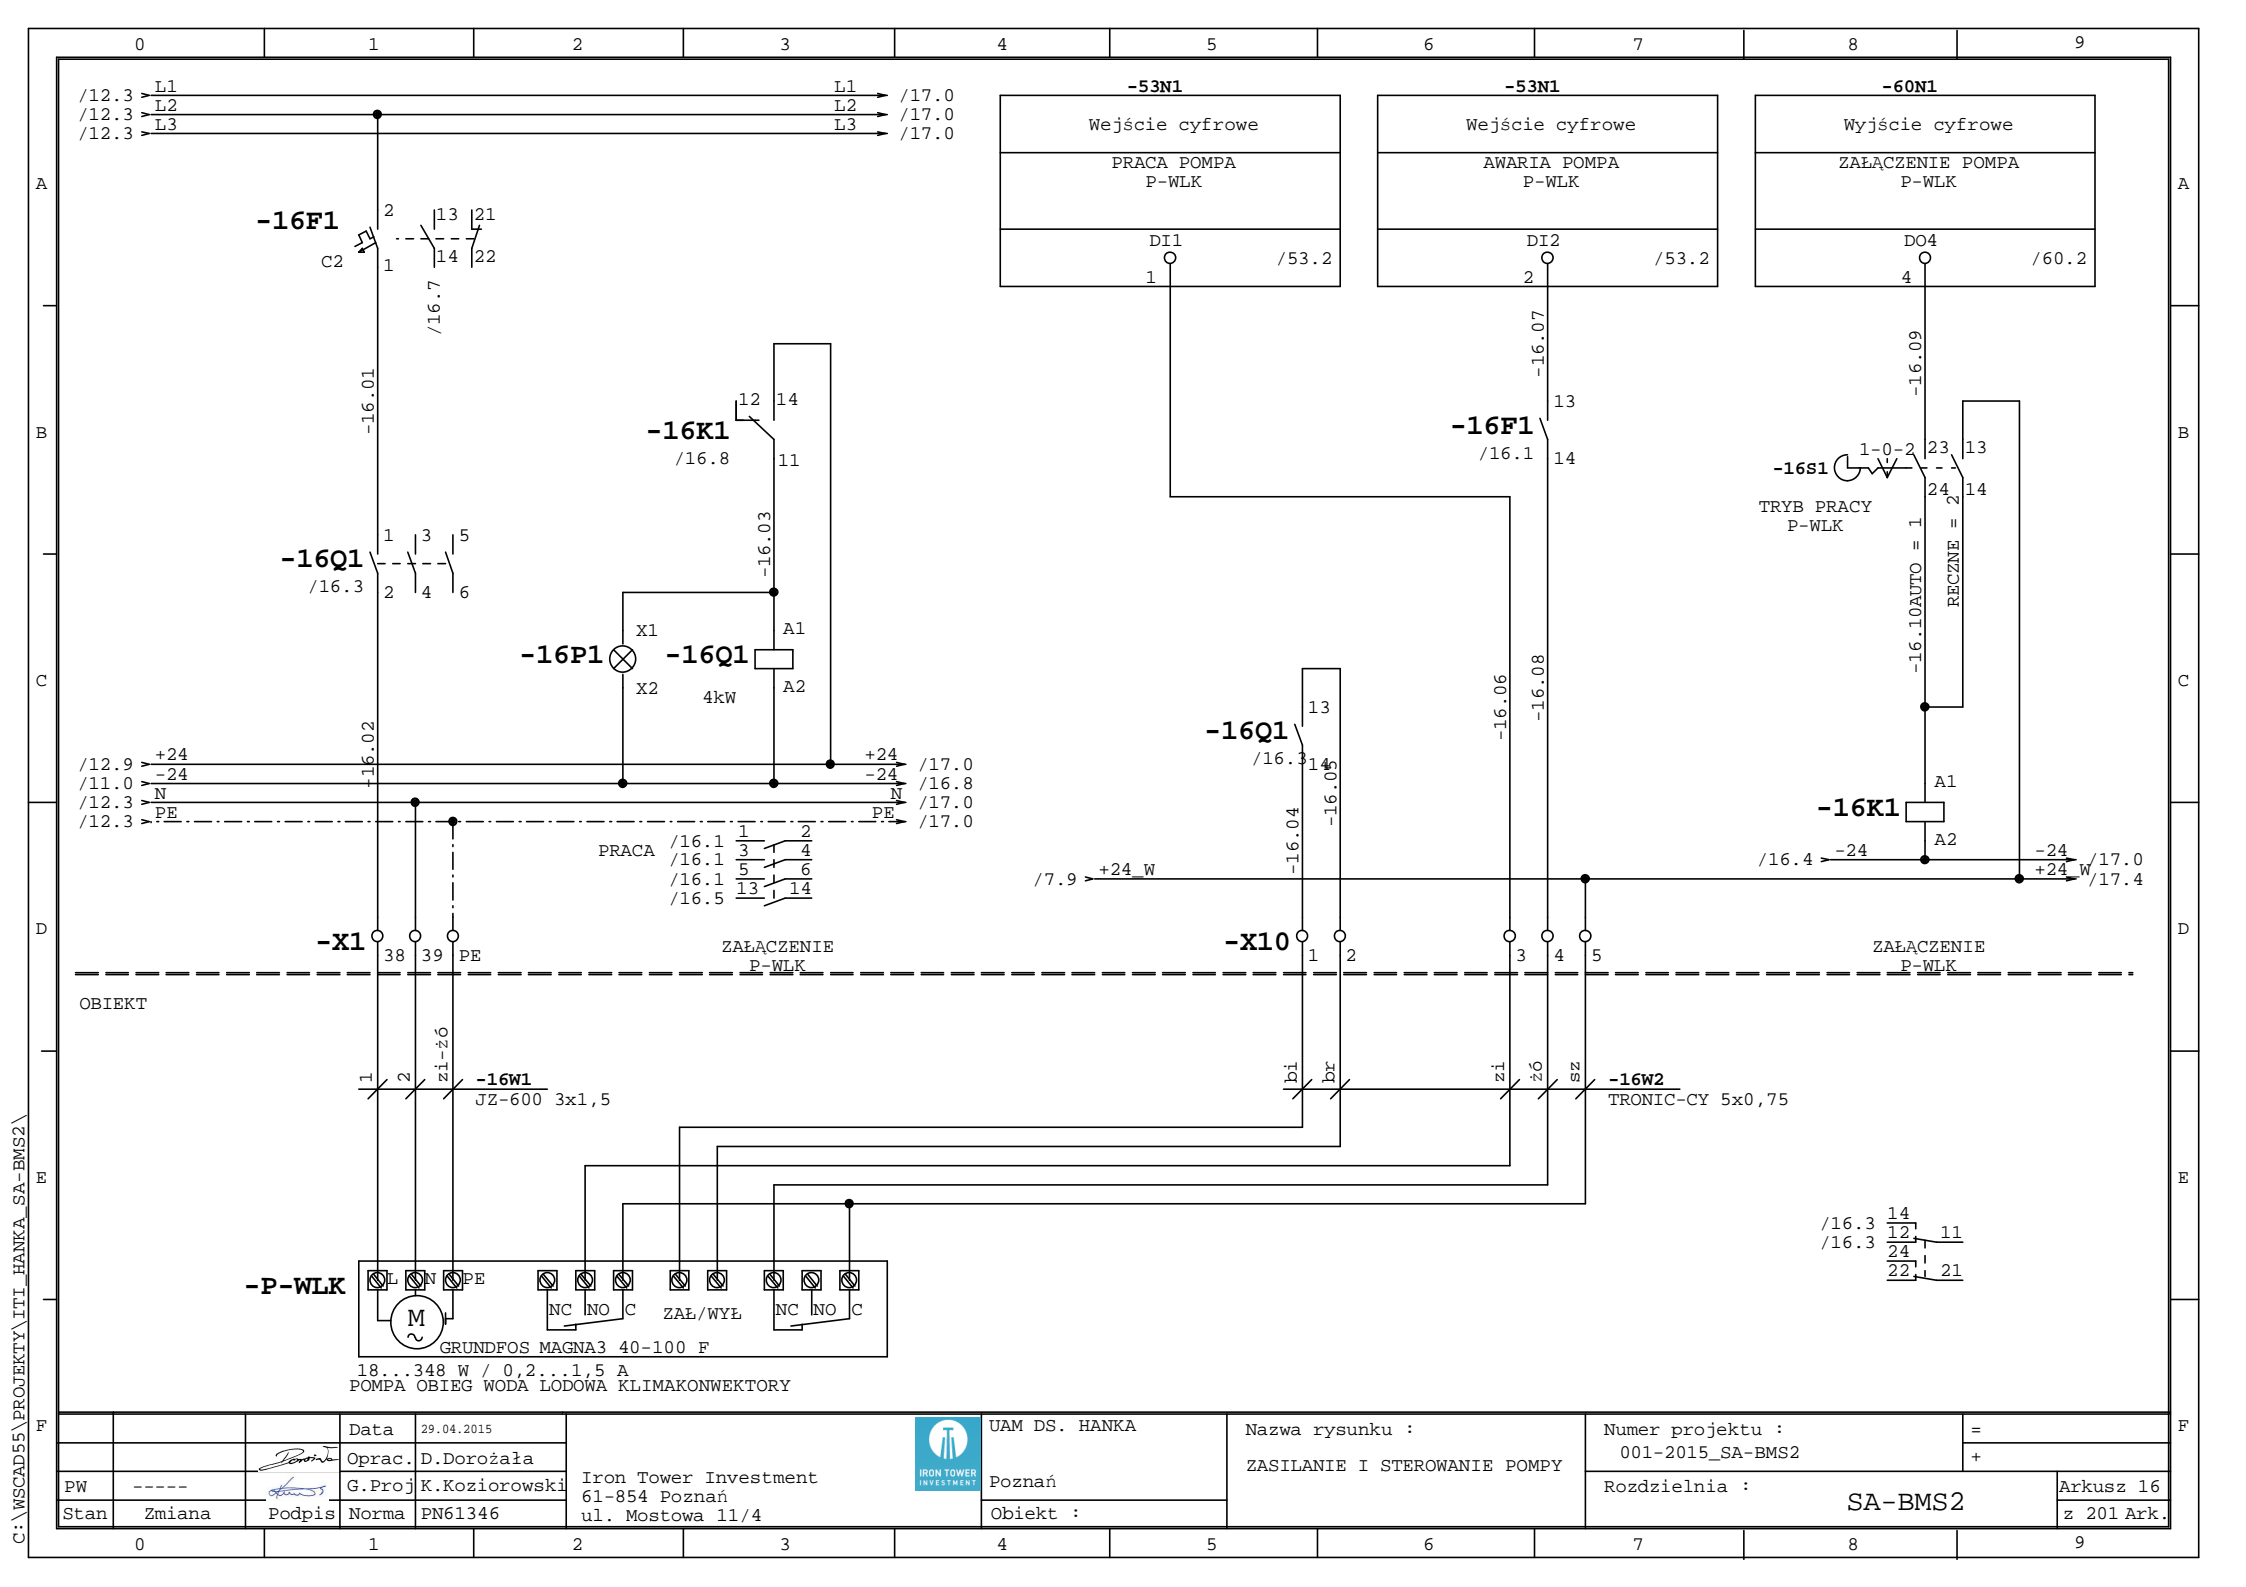 0 1 2 3 4 5 6 7 8 9
/12.3 L1 L1 /17.0
/12.3 L2 L2 /17.0
/12.3 L3 L3 /17.0
-53N1
Wejście cyfrowe
PRACA POMPA
P-WLK
DI1
/53.2
1
-53N1
Wejście cyfrowe
AWARIA POMPA
P-WLK
DI2
/53.2
2
-60N1
Wyjście cyfrowe
ZAŁĄCZENIE POMPA
P-WLK
DO4
/60.2
4
A A
-16F1
C2
2
1
13 21
14 22
/16.7
-16.01
B B
12 14
-16K1
/16.8
11
-16.03
-16.07
13
-16F1
/16.1
14
-16.09
1-0-2 23 13
-16S1
24 14
TRYB PRACY
P-WLK
-16.10AUTO = 1
RECZNE = 2
1 3 5
-16Q1
/16.3
2 4 6
X1
-16P1
X2
A1
-16Q1
A2
4kW
C C
-16.02
-16.06
-16.08
13
-16Q1
/16.3
14
-16.05
-16.04
/12.9 +24 +24 /17.0
/11.0 -24 -24 /16.8
/12.3 N N /17.0
/12.3 PE PE /17.0
A1
-16K1
A2
PRACA
/16.1 1 2
/16.1 3 4
/16.1 5 6
/16.5 13 14
/16.4 -24 -24 /17.0
/7.9 +24_W +24_W /17.4
D D
-X1
38 39 PE
ZAŁĄCZENIE
P-WLK
-X10
1 2 3 4 5
ZAŁĄCZENIE
P-WLK
OBIEKT
1 2 zi-żó
-16W1
JZ-600 3x1,5
bi br zi żó sz
-16W2
TRONIC-CY 5x0,75
E E
/16.3 14
/16.3 12 11
24
22 21
-P-WLK
L N PE
M
NC NO C
ZAŁ/WYŁ
NC NO C
GRUNDFOS MAGNA3 40-100 F
18...348 W / 0,2...1,5 A
POMPA OBIEG WODA LODOWA KLIMAKONWEKTORY
F F
C:\WSCAD55\PROJEKTY\ITI_HANKA_SA-BMS2\
Data 29.04.2015
Oprac. D.Dorożała
PW ----- G.Proj K.Koziorowski
Stan Zmiana Podpis Norma PN61346
Iron Tower Investment
61-854 Poznań
ul. Mostowa 11/4
IRON TOWER
INVESTMENT
UAM DS. HANKA
Poznań
Obiekt :
Nazwa rysunku :
ZASILANIE I STEROWANIE POMPY
Numer projektu :
001-2015_SA-BMS2
Rozdzielnia :
SA-BMS2
=
+
Arkusz 16
z 201 Ark.
0 1 2 3 4 5 6 7 8 9